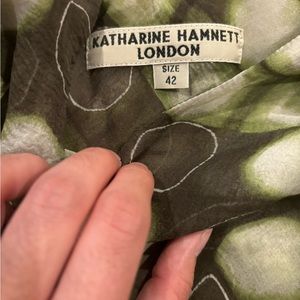 KATHARINE HAMNETT
LONDON
SIZE
42